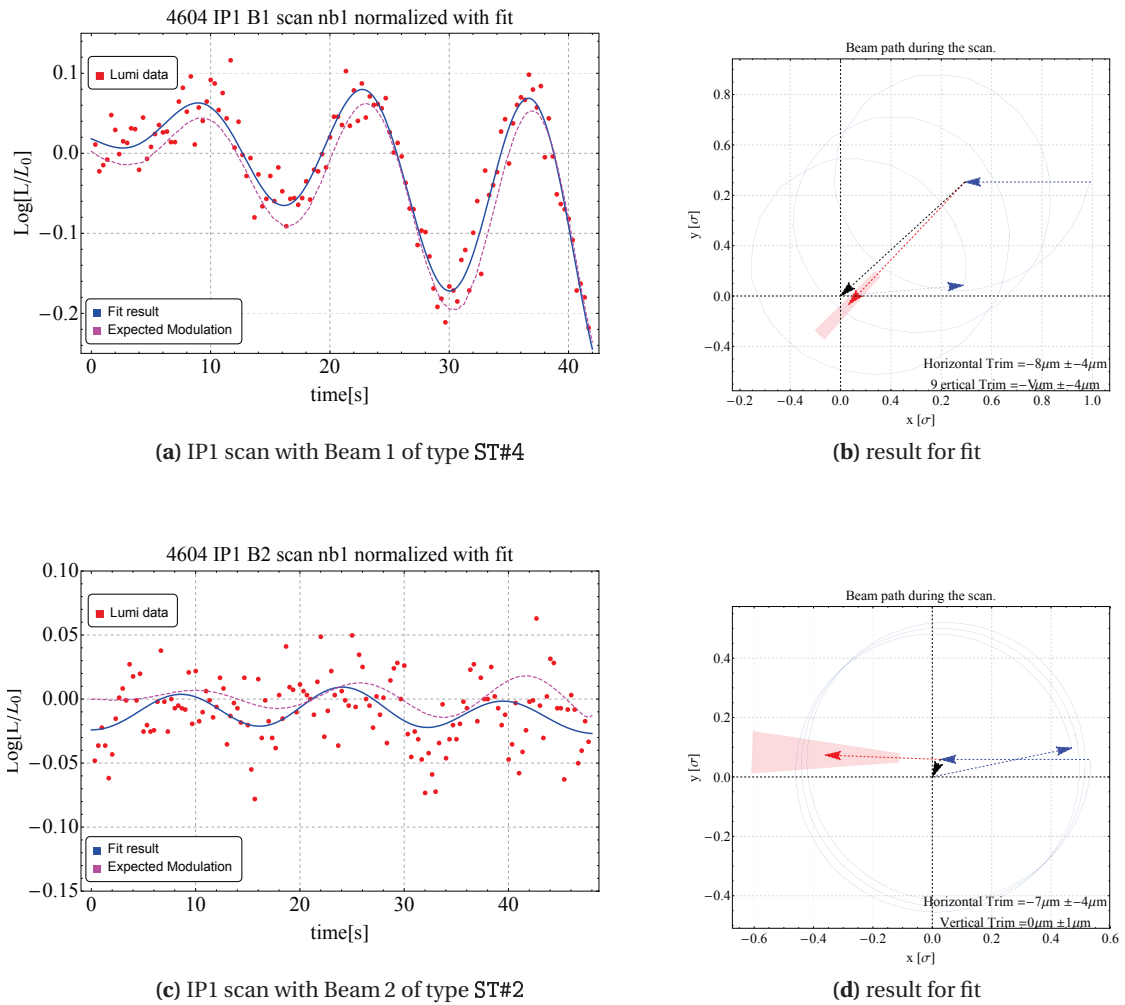 4604 IP1 B1 scan nb1 normalized with fit
Log[L/L₀]
0.1
0.0
−0.1
−0.2
Lumi data
Fit result
Expected Modulation
0 10 20 30 40
time[s]
(a) IP1 scan with Beam 1 of type ST#4
Beam path during the scan.
y [σ]
0.8
0.6
0.2
0.0
−0.4
Horizontal Trim =−8μm ±−4μm
9 ertical Trim =−Vμm ±−4μm
−0.2 0.0 0.2 0.4 0.6 1.0
x [σ]
(b) result for fit
4604 IP1 B2 scan nb1 normalized with fit
Log[L/L₀]
0.10
0.05
0.00
−0.05
−0.10
−0.15
Lumi data
Fit result
Expected Modulation
0 10 20 30 40
time[s]
(c) IP1 scan with Beam 2 of type ST#2
Beam path during the scan.
y [σ]
0.4
0.2
0.0
−0.2
−0.4
Horizontal Trim =−7μm ±−4μm
Vertical Trim =0μm ±1μm
−0.6 −0.4 −0.2 0.0 0.2 0.4 0.6
x [σ]
(d) result for fit